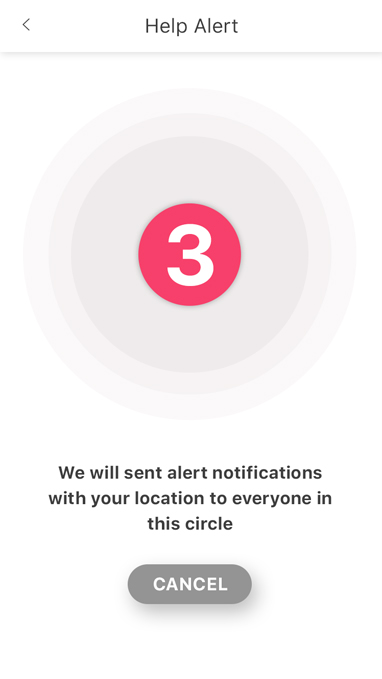 Help Alert
3
We will sent alert notifications
with your location to everyone in
this circle
CANCEL